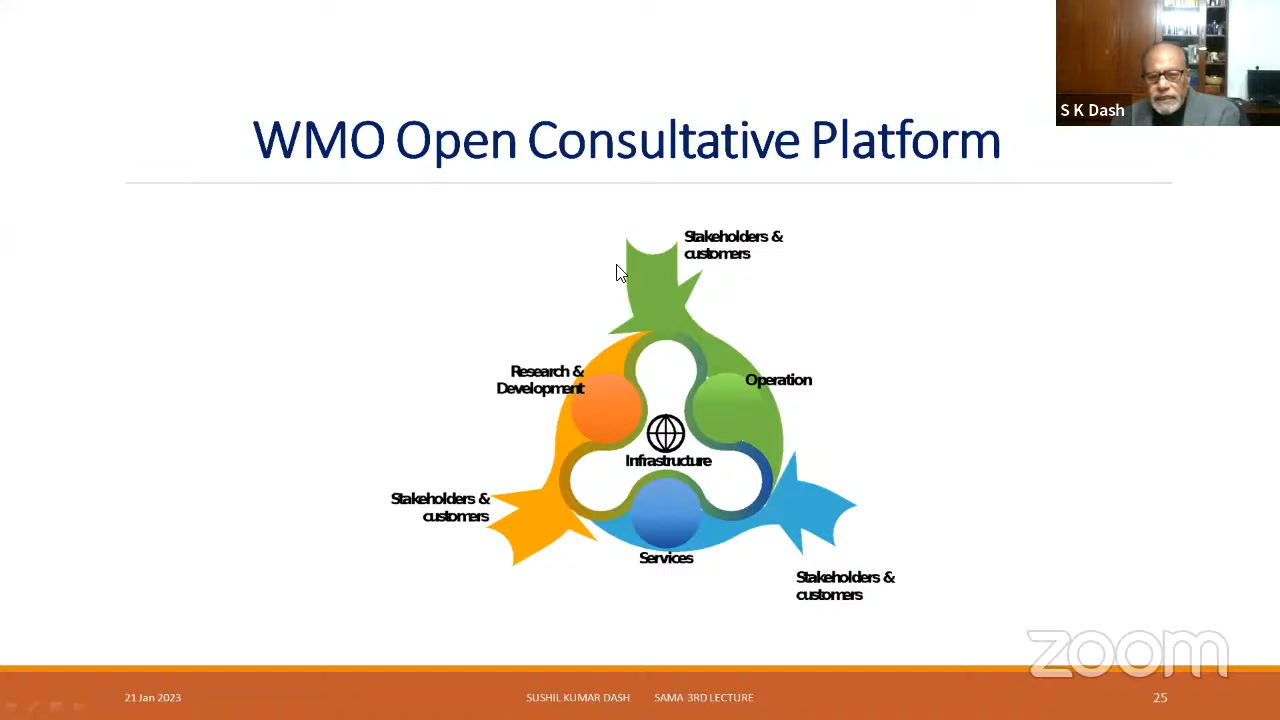 S K Dash
WMO Open Consultative Platform
Stakeholders &
customers
Research &
Development
Operation
Infrastructure
Stakeholders &
customers
Services
Stakeholders &
customers
zoom
21 Jan 2023
SUSHIL KUMAR DASH SAMA 3RD LECTURE
25